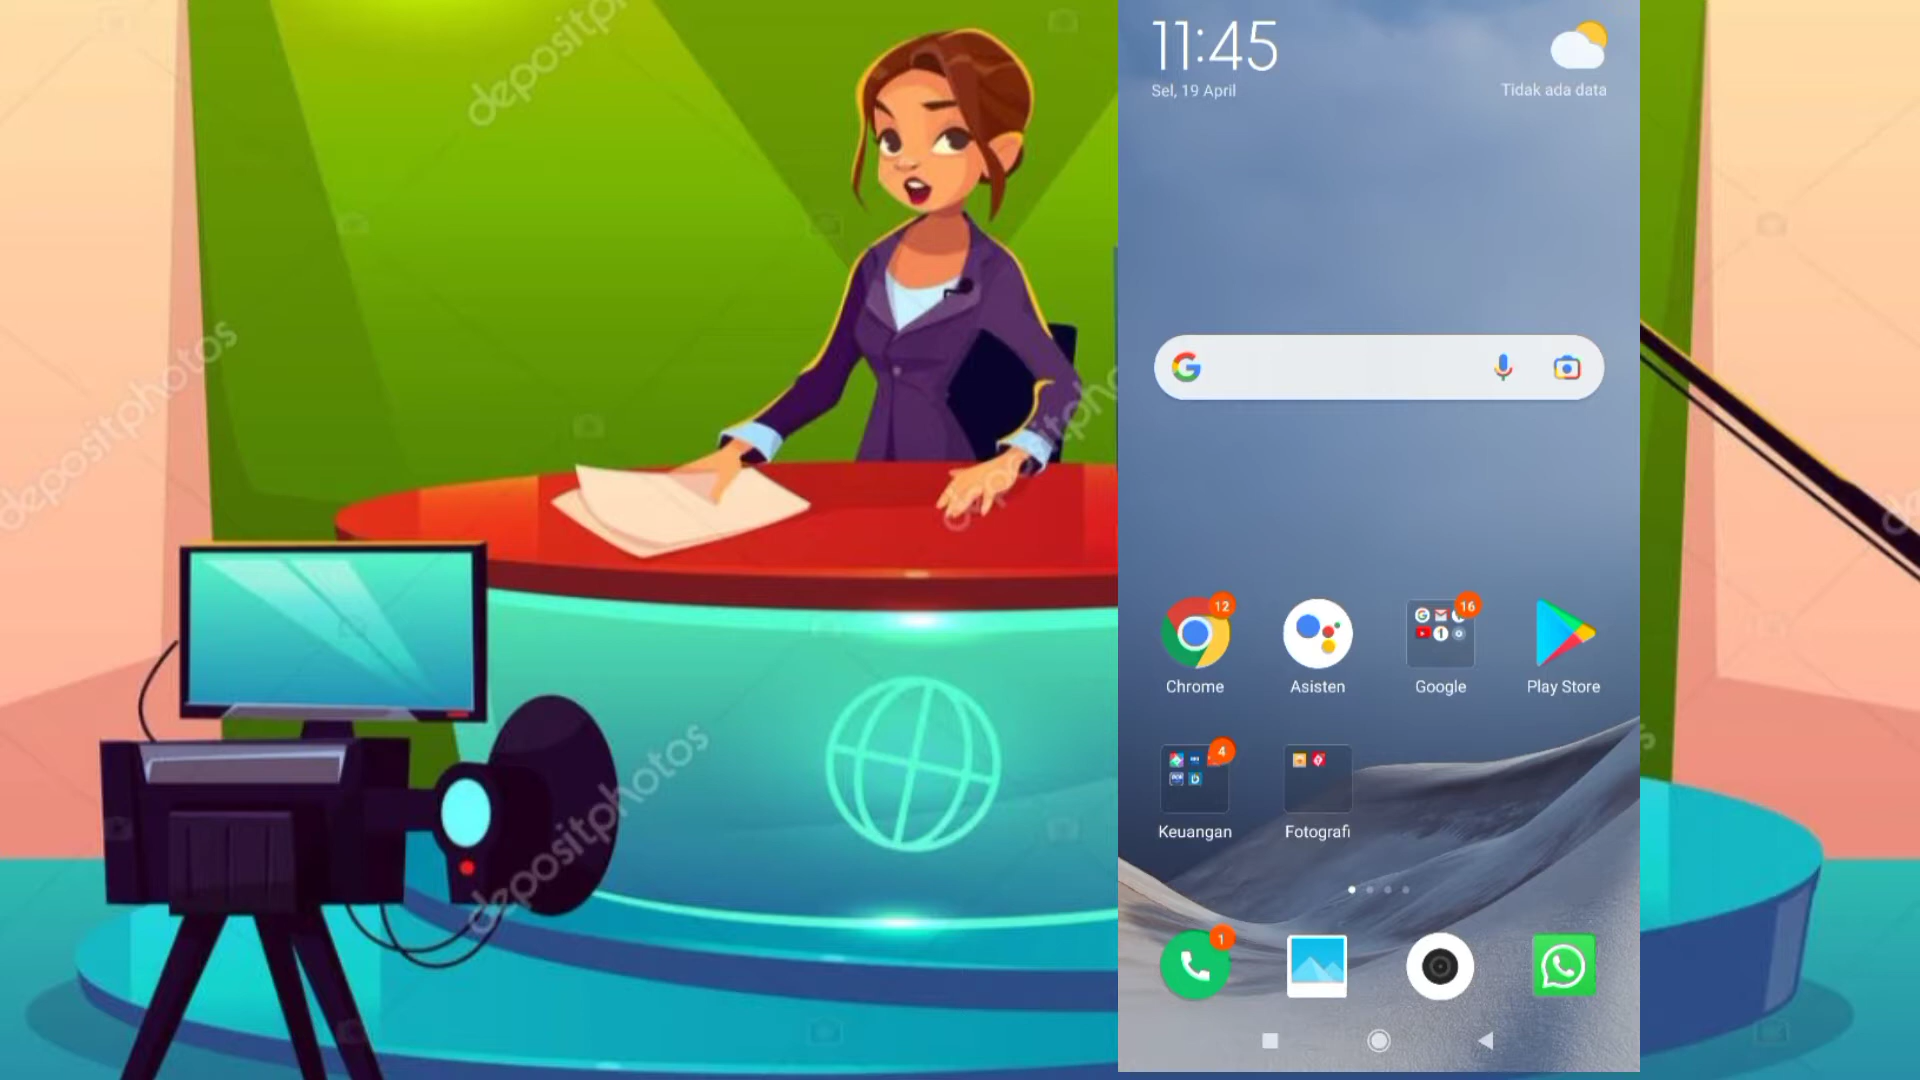 depositphotos
11:45
Sel, 19 April
Tidak ada data
12
16
Chrome
Asisten
Google
Play Store
4
Keuangan
Fotografi
1
depositphotos
depositphotos